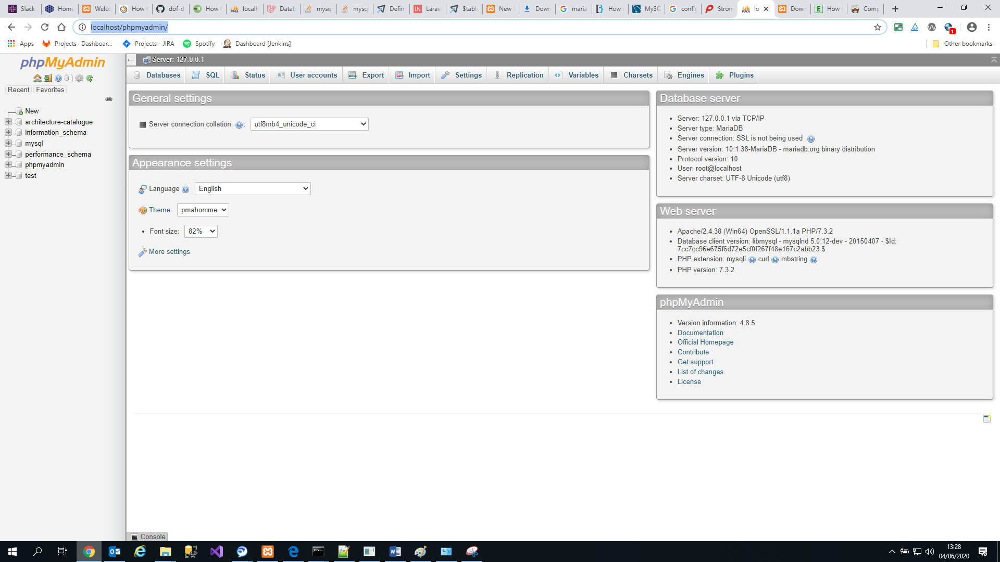 Slack
Home
Welco
How t
dof-d
How t
localh
Datab
mysql
mysql
Defin
Larav
$table
New
Down
maria
How
MySC
config
Stron
lo
Down
How
Comp
localhost/phpmyadmin/
1
Apps
Projects · Dashboar...
Projects - JIRA
Spotify
Dashboard [Jenkins]
Other bookmarks
phpMyAdmin
Recent
Favorites
New
architecture-catalogue
information_schema
mysql
performance_schema
phpmyadmin
test
Server: 127.0.0.1
Databases
SQL
Status
User accounts
Export
Import
Settings
Replication
Variables
Charsets
Engines
Plugins
General settings
Server connection collation : utf8mb4_unicode_ci
Appearance settings
Language English
Theme: pmahomme
Font size: 82%
More settings
Database server
Server: 127.0.0.1 via TCP/IP
Server type: MariaDB
Server connection: SSL is not being used
Server version: 10.1.38-MariaDB - mariadb.org binary distribution
Protocol version: 10
User: root@localhost
Server charset: UTF-8 Unicode (utf8)
Web server
Apache/2.4.38 (Win64) OpenSSL/1.1.1a PHP/7.3.2
Database client version: libmysql - mysqlnd 5.0.12-dev - 20150407 - $Id:
7cc7cc96e675f6d72e5cf0f267f48e167c2abb23 $
PHP extension: mysqli curl mbstring
PHP version: 7.3.2
phpMyAdmin
Version information: 4.8.5
Documentation
Official Homepage
Contribute
Get support
List of changes
License
Console
13:28
04/06/2020